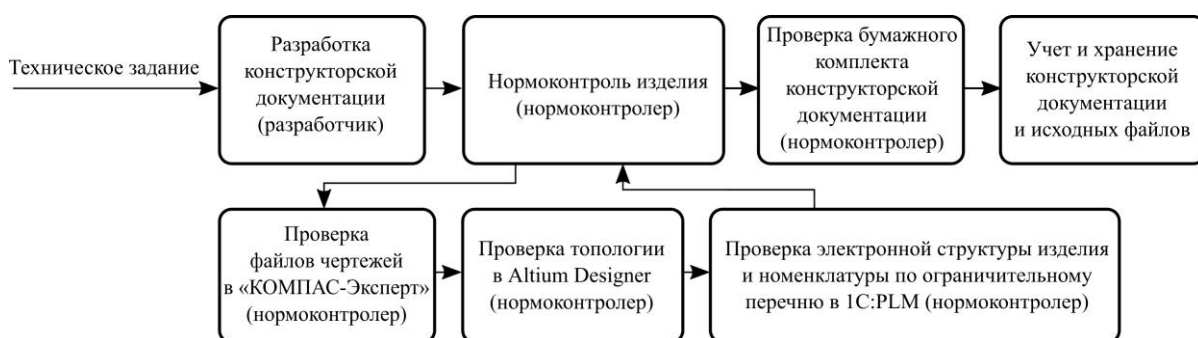 Техническое задание
Разработка
конструкторской
документации
(разработчик)
Нормоконтроль изделия
(нормоконтролер)
Проверка бумажного
комплекта
конструкторской
документации
(нормоконтролер)
Учет и хранение
конструкторской
документации
и исходных файлов
Проверка
файлов чертежей
в «КОМПАС-Эксперт»
(нормоконтролер)
Проверка топологии
в Altium Designer
(нормоконтролер)
Проверка электронной структуры изделия
и номенклатуры по ограничительному
перечню в 1С:PLM (нормоконтролер)